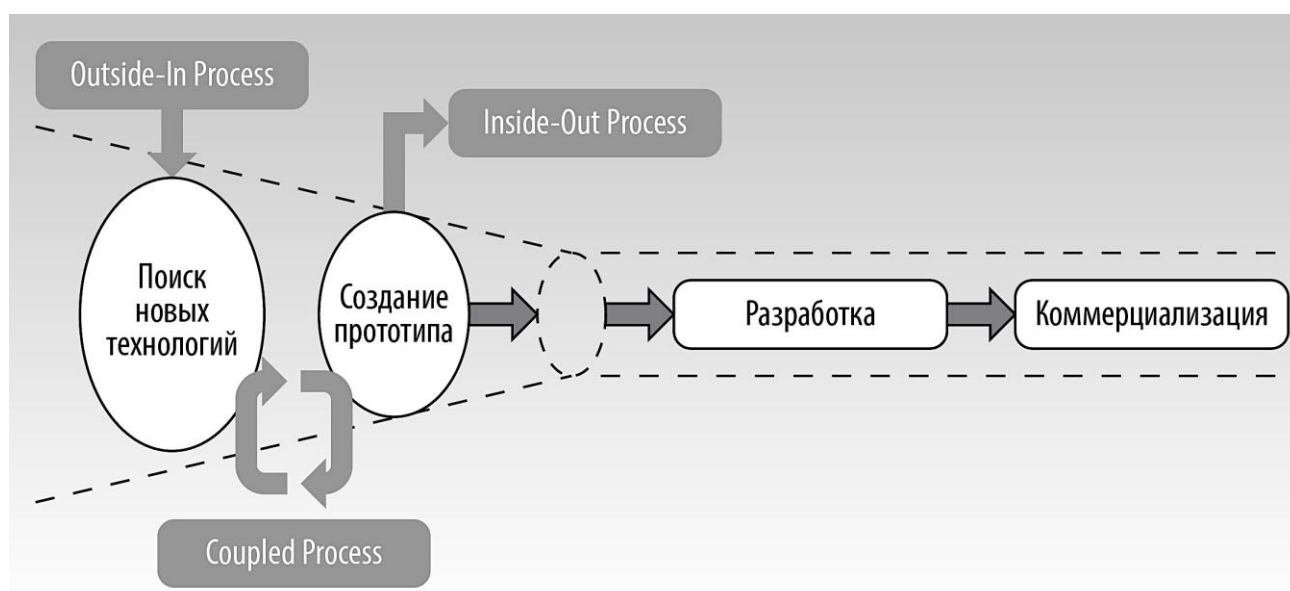 Outside-In Process
Inside-Out Process
Поиск
новых
технологий
Создание
прототипа
Разработка
Коммерциализация
Coupled Process